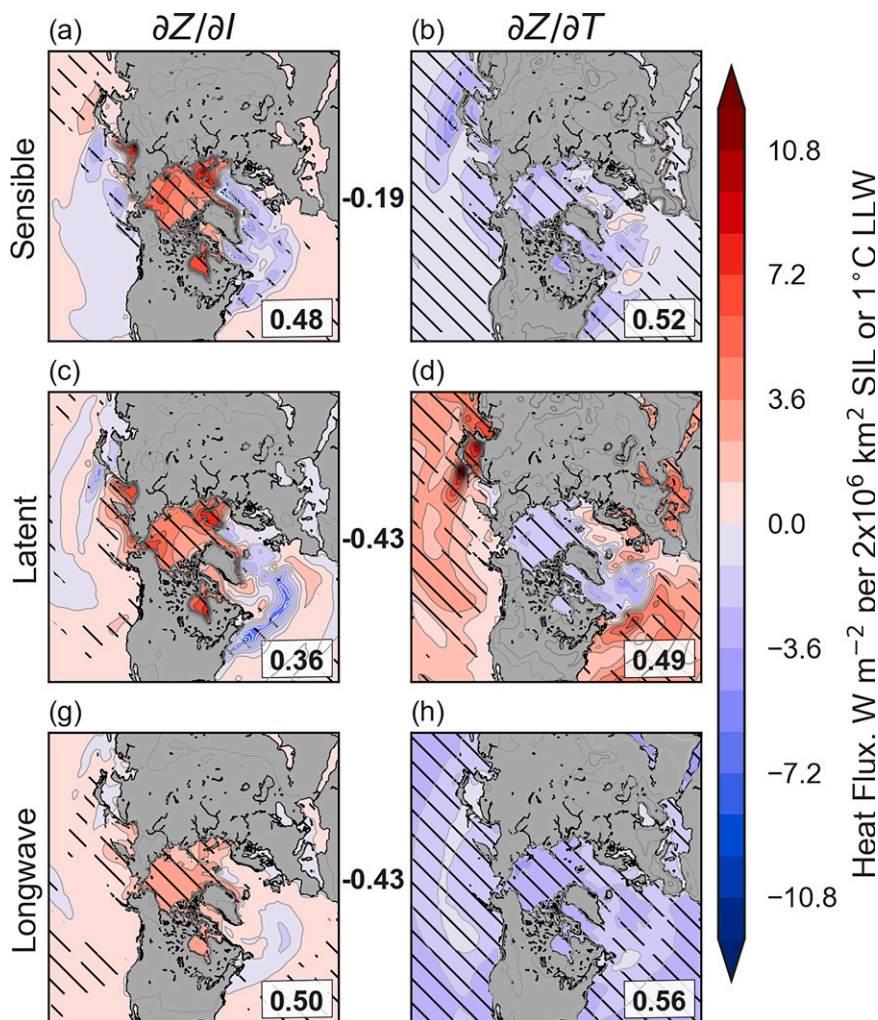 ∂Z/∂I
∂Z/∂T
(a)
(b)
Sensible
-0.19
0.48
0.52
(c)
(d)
Latent
-0.43
0.36
0.49
(g)
(h)
Longwave
-0.43
0.50
0.56
10.8
7.2
3.6
0.0
−3.6
−7.2
−10.8
Heat Flux, W m⁻² per 2x10⁶ km² SIL or 1°C LLW